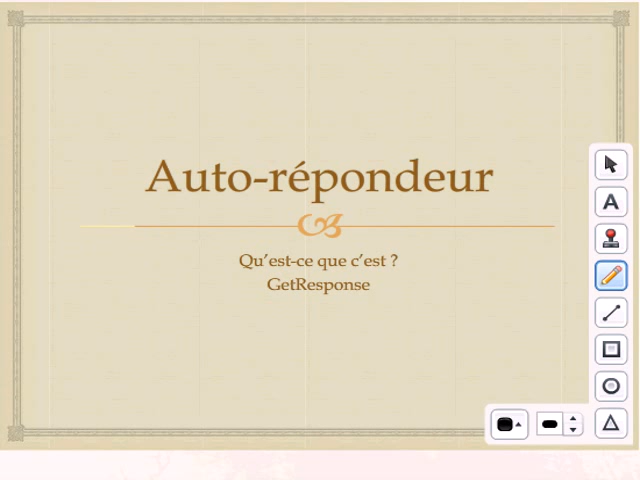 Auto-répondeur
Qu’est-ce que c’est ?
GetResponse
A